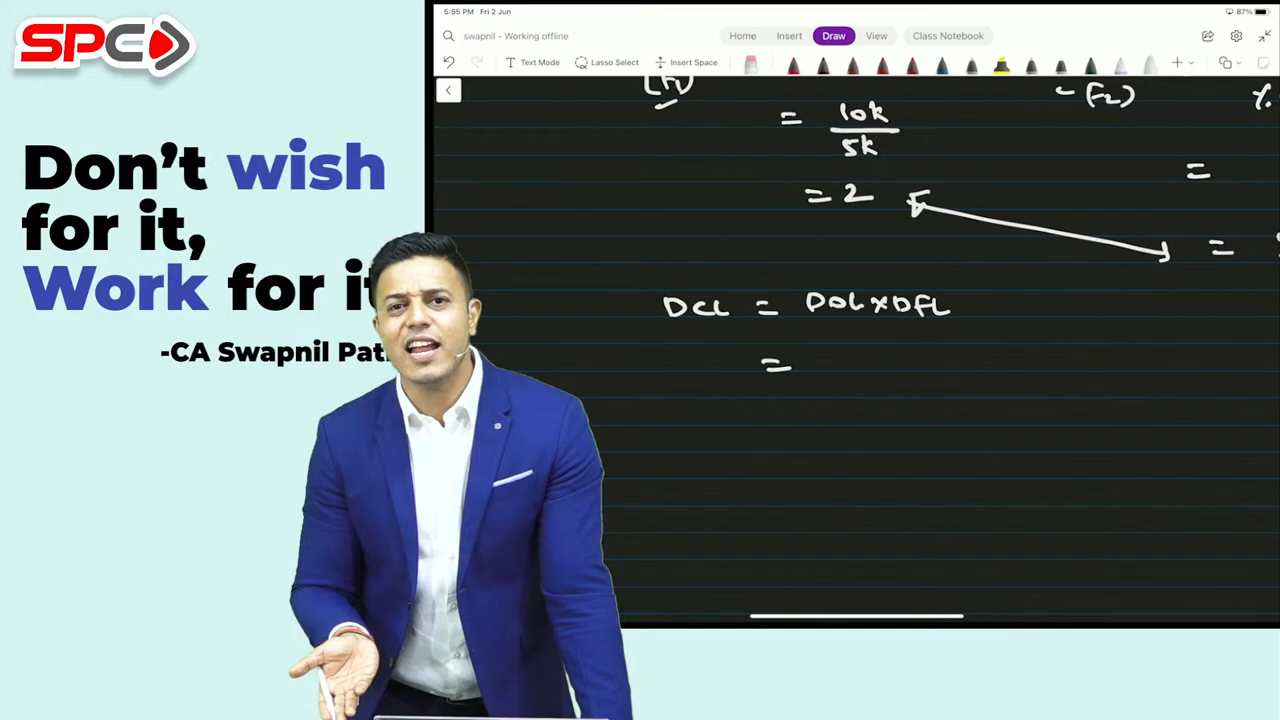 SPC
Don't wish
for it,
Work for it
-CA Swapnil Pat
5:55 PM Fri 2 Jun
87%
swapnil - Working offline
Home Insert Draw View Class Notebook
Text Mode Lasso Select Insert Space
(F1) - (F2) %.
= 10k
5k
=
= 2
=
DCL = DOL×DFL
=